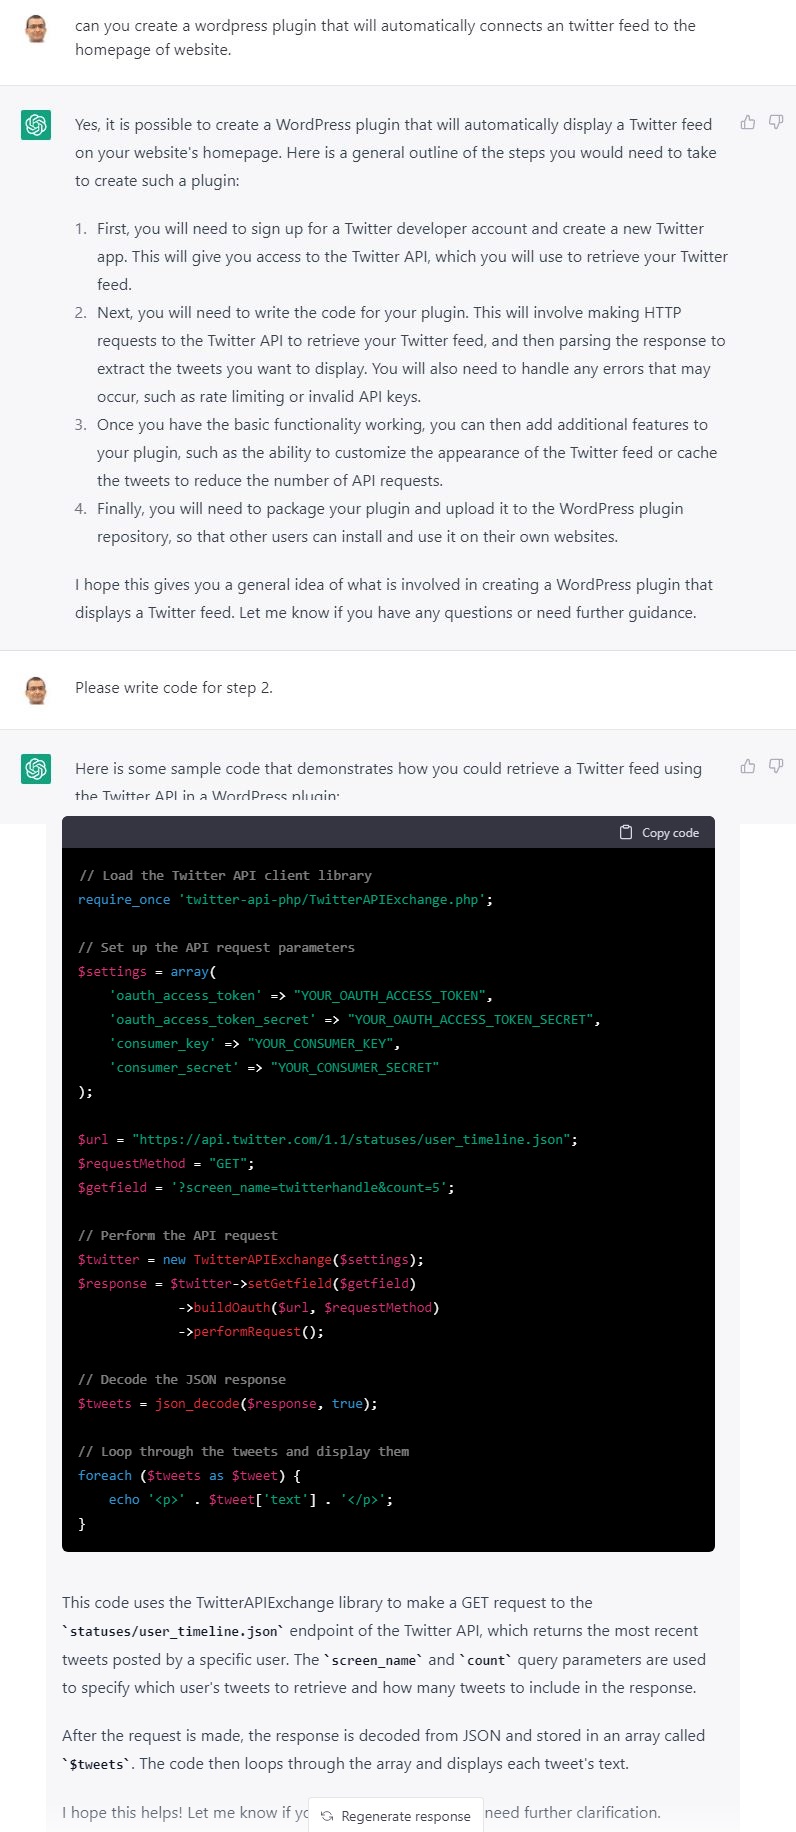 can you create a wordpress plugin that will automatically connects an twitter feed to the
homepage of website.
Yes, it is possible to create a WordPress plugin that will automatically display a Twitter feed
on your website's homepage. Here is a general outline of the steps you would need to take
to create such a plugin:
1. First, you will need to sign up for a Twitter developer account and create a new Twitter
app. This will give you access to the Twitter API, which you will use to retrieve your Twitter
feed.
2. Next, you will need to write the code for your plugin. This will involve making HTTP
requests to the Twitter API to retrieve your Twitter feed, and then parsing the response to
extract the tweets you want to display. You will also need to handle any errors that may
occur, such as rate limiting or invalid API keys.
3. Once you have the basic functionality working, you can then add additional features to
your plugin, such as the ability to customize the appearance of the Twitter feed or cache
the tweets to reduce the number of API requests.
4. Finally, you will need to package your plugin and upload it to the WordPress plugin
repository, so that other users can install and use it on their own websites.
I hope this gives you a general idea of what is involved in creating a WordPress plugin that
displays a Twitter feed. Let me know if you have any questions or need further guidance.
Please write code for step 2.
Here is some sample code that demonstrates how you could retrieve a Twitter feed using
the Twitter API in a WordPress plugin:
Copy code
// Load the Twitter API client library
require_once 'twitter-api-php/TwitterAPIExchange.php';
// Set up the API request parameters
$settings = array(
'oauth_access_token' => "YOUR_OAUTH_ACCESS_TOKEN",
'oauth_access_token_secret' => "YOUR_OAUTH_ACCESS_TOKEN_SECRET",
'consumer_key' => "YOUR_CONSUMER_KEY",
'consumer_secret' => "YOUR_CONSUMER_SECRET"
);
$url = "https://api.twitter.com/1.1/statuses/user_timeline.json";
$requestMethod = "GET";
$getfield = '?screen_name=twitterhandle&count=5';
// Perform the API request
$twitter = new TwitterAPIExchange($settings);
$response = $twitter->setGetfield($getfield)
->buildOauth($url, $requestMethod)
->performRequest();
// Decode the JSON response
$tweets = json_decode($response, true);
// Loop through the tweets and display them
foreach ($tweets as $tweet) {
echo '<p>' . $tweet['text'] . '</p>';
}
This code uses the TwitterAPIExchange library to make a GET request to the
`statuses/user_timeline.json` endpoint of the Twitter API, which returns the most recent
tweets posted by a specific user. The `screen_name` and `count` query parameters are used
to specify which user's tweets to retrieve and how many tweets to include in the response.
After the request is made, the response is decoded from JSON and stored in an array called
`$tweets`. The code then loops through the array and displays each tweet's text.
I hope this helps! Let me know if need further clarification.
Regenerate response